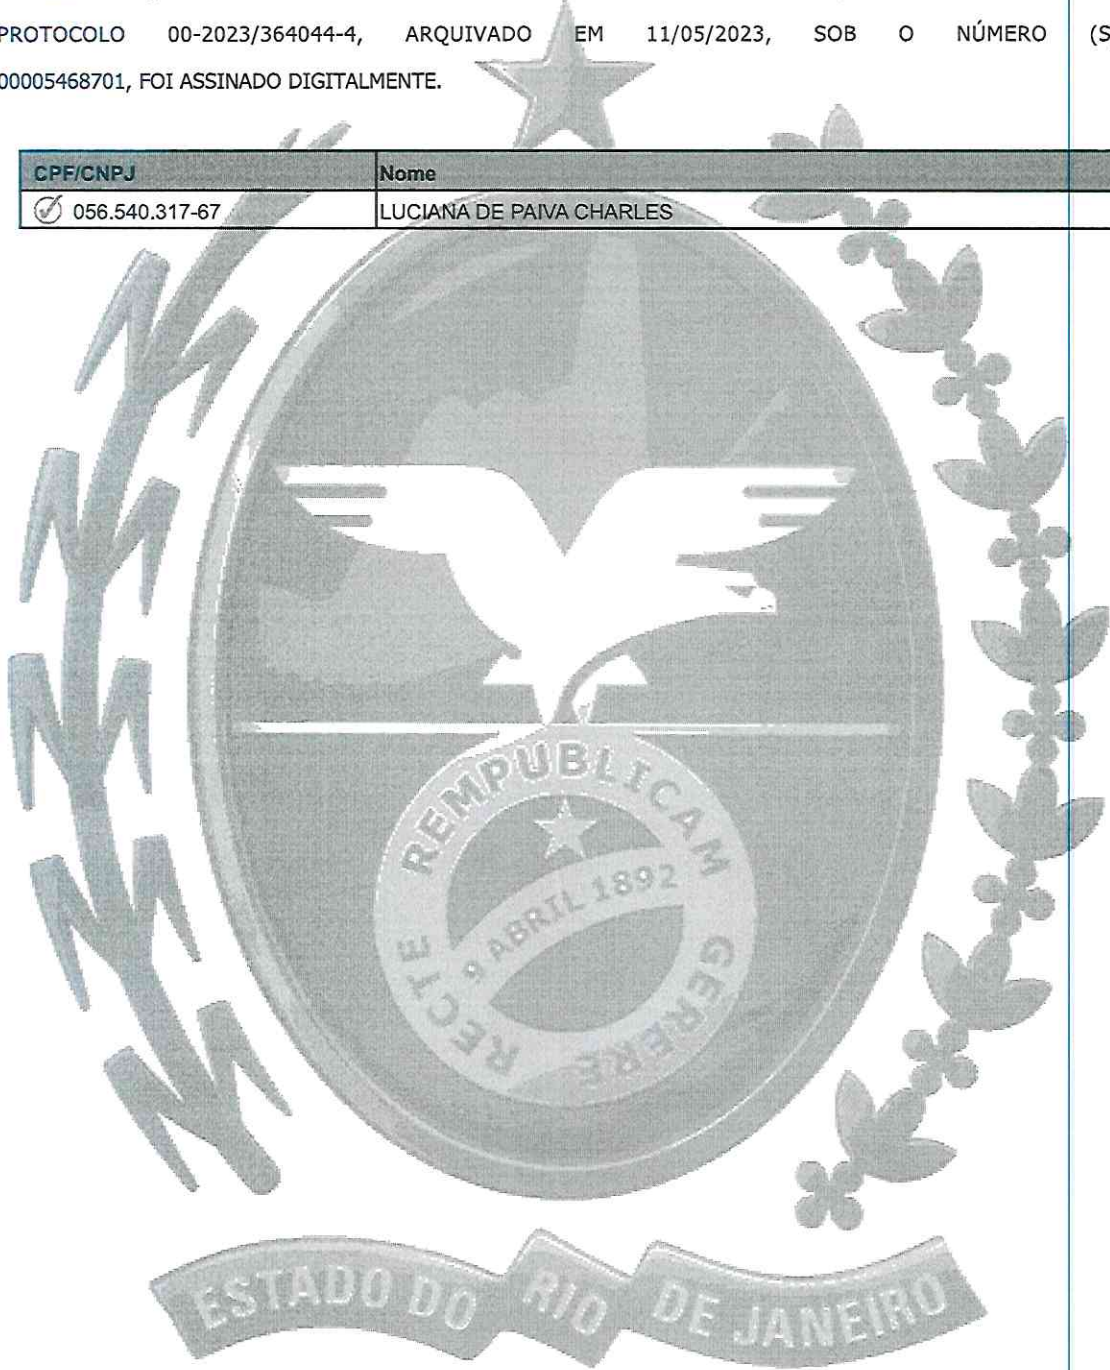 PROTOCOLO 00-2023/364044-4, ARQUIVADO EM 11/05/2023, SOB O NÚMERO (S
00005468701, FOI ASSINADO DIGITALMENTE.
CPF/CNPJ Nome
056.540.317-67 LUCIANA DE PAIVA CHARLES
RECTE REMPUBLICAM GERERE
9 ABRIL 1892
ESTADO DO RIO DE JANEIRO